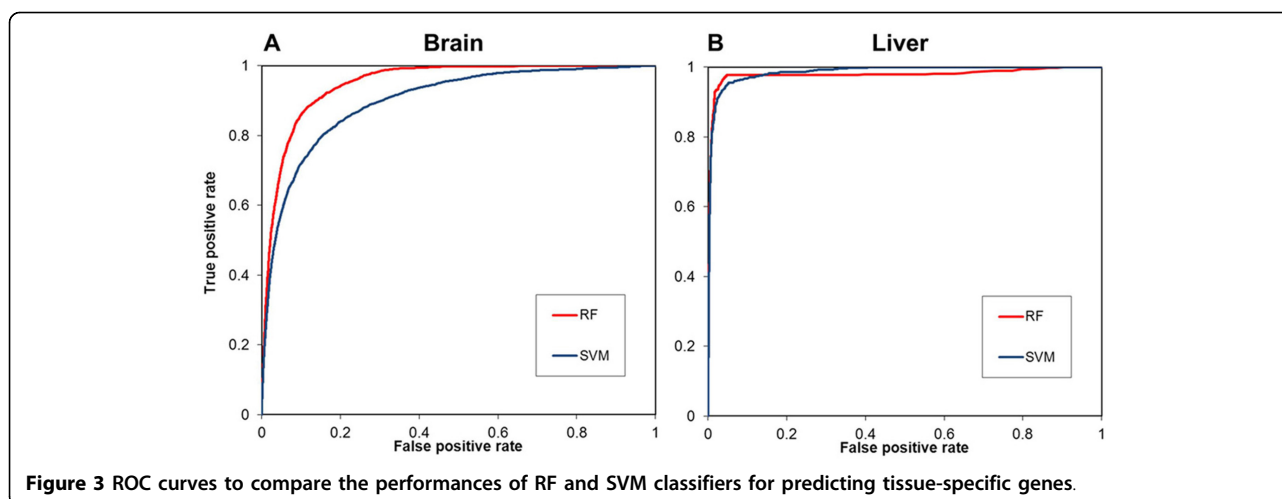 A Brain
B Liver
True positive rate
1
0.8
0.6
0.4
0.2
0
RF
SVM
0 0.2 0.4 0.6 0.8 1
False positive rate
1
0.8
0.6
0.4
0.2
0
RF
SVM
0 0.2 0.4 0.6 0.8 1
False positive rate
Figure 3 ROC curves to compare the performances of RF and SVM classifiers for predicting tissue-specific genes.